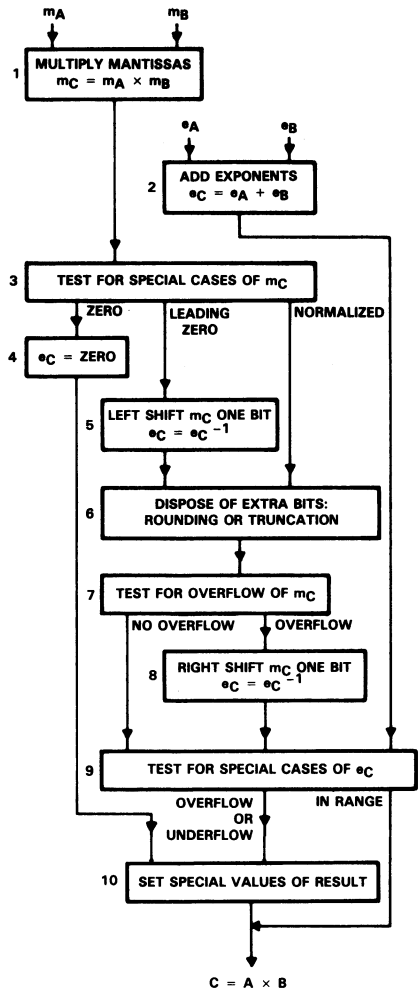 mA mB
1 MULTIPLY MANTISSAS
mC = mA × mB
eA eB
2 ADD EXPONENTS
eC = eA + eB
3 TEST FOR SPECIAL CASES OF mC
ZERO LEADING ZERO NORMALIZED
4 eC = ZERO
5 LEFT SHIFT mC ONE BIT
eC = eC -1
6 DISPOSE OF EXTRA BITS:
ROUNDING OR TRUNCATION
7 TEST FOR OVERFLOW OF mC
NO OVERFLOW OVERFLOW
8 RIGHT SHIFT mC ONE BIT
eC = eC -1
9 TEST FOR SPECIAL CASES OF eC
OVERFLOW IN RANGE
OR
UNDERFLOW
10 SET SPECIAL VALUES OF RESULT
C = A × B